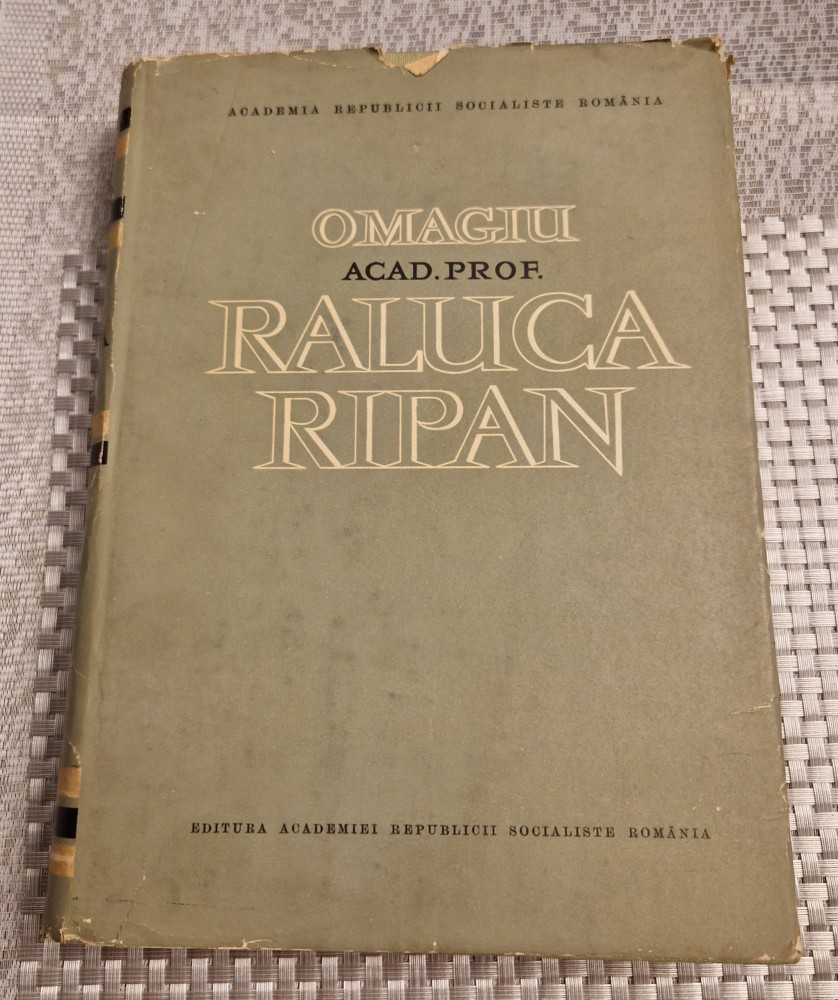 ACADEMIA REPUBLICII SOCIALISTE ROMÂNIA
OMAGIU
ACAD. PROF.
RALUCA
RIPAN
EDITURA ACADEMIEI REPUBLICII SOCIALISTE ROMÂNIA